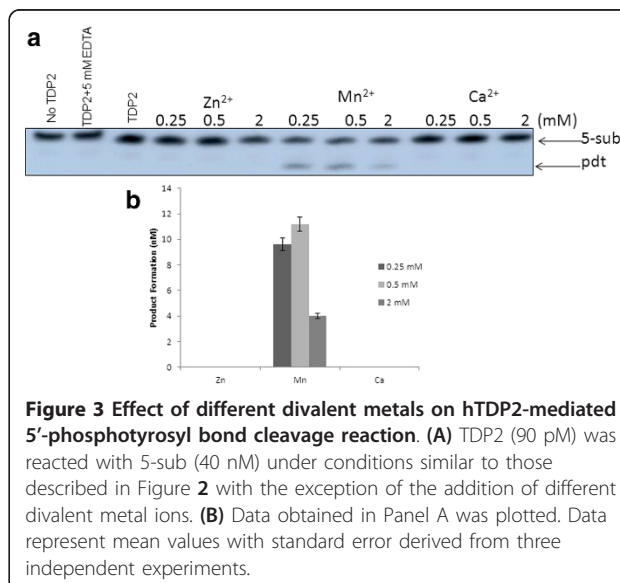 a
No TDP2
TDP2+5 mMEDTA
TDP2
Zn2+ Mn2+ Ca2+
0.25 0.5 2 0.25 0.5 2 0.25 0.5 2 (mM)
5-sub
pdt
b
14
12
10
8
6
4
2
0
Product Formation (nM)
Zn Mn Ca
0.25 mM
0.5 mM
2 mM
Figure 3 Effect of different divalent metals on hTDP2-mediated
5′-phosphotyrosyl bond cleavage reaction. (A) TDP2 (90 pM) was
reacted with 5-sub (40 nM) under conditions similar to those
described in Figure 2 with the exception of the addition of different
divalent metal ions. (B) Data obtained in Panel A was plotted. Data
represent mean values with standard error derived from three
independent experiments.